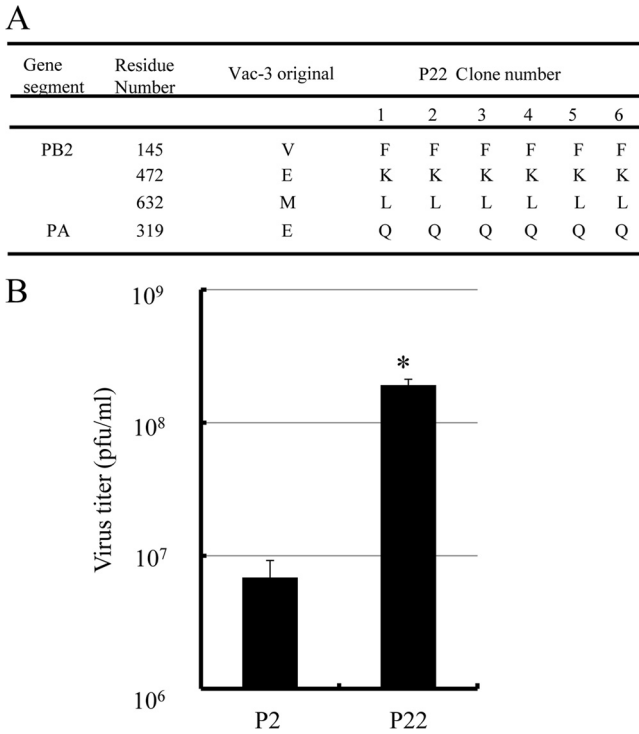 A
Gene segment Residue Number Vac-3 original P22 Clone number
1 2 3 4 5 6
PB2 145 V F F F F F F
472 E K K K K K K
632 M L L L L L L
PA 319 E Q Q Q Q Q Q
B
Virus titer (pfu/ml)
10⁹
10⁸
10⁷
10⁶
*
P2 P22